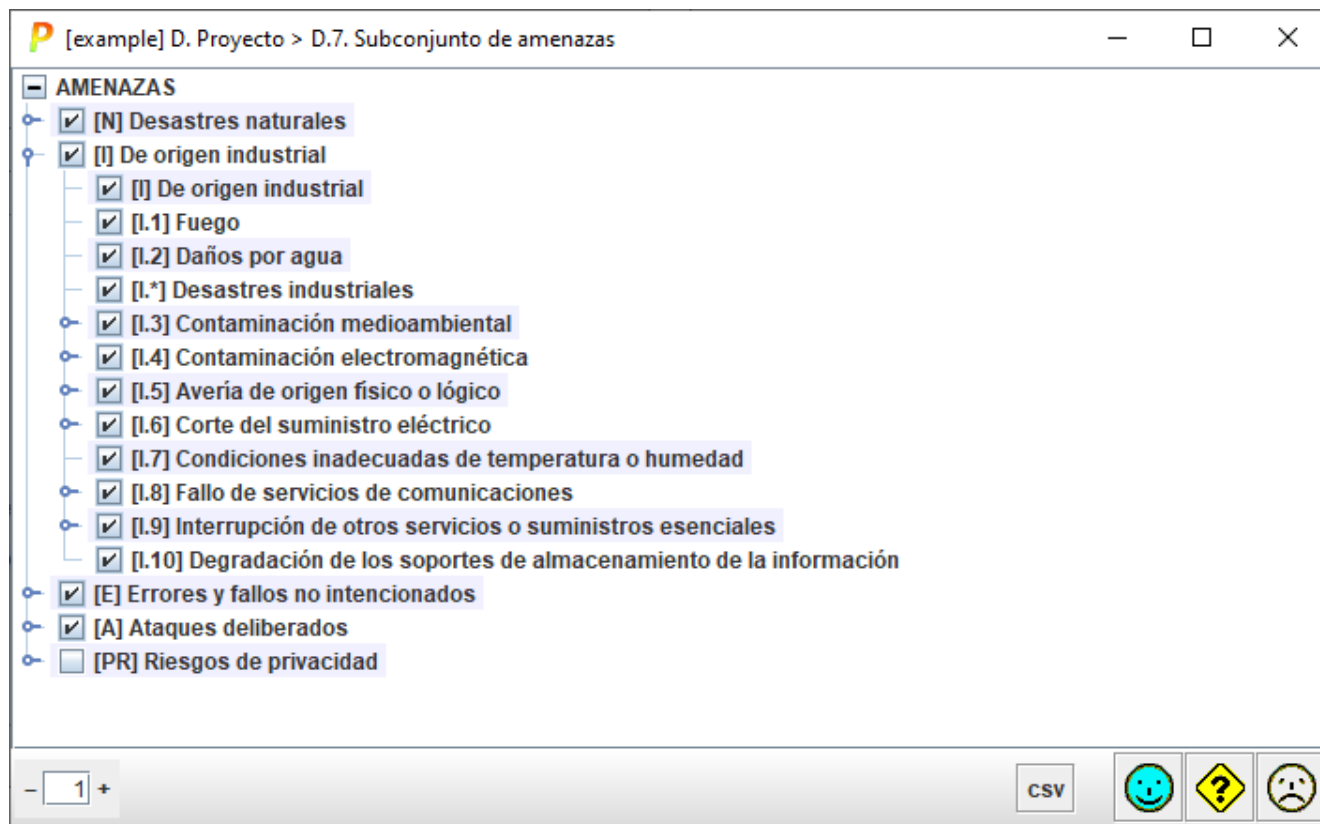 P [example] D. Proyecto > D.7. Subconjunto de amenazas
AMENAZAS
[N] Desastres naturales
[I] De origen industrial
[I] De origen industrial
[I.1] Fuego
[I.2] Daños por agua
[I.*] Desastres industriales
[I.3] Contaminación medioambiental
[I.4] Contaminación electromagnética
[I.5] Avería de origen físico o lógico
[I.6] Corte del suministro eléctrico
[I.7] Condiciones inadecuadas de temperatura o humedad
[I.8] Fallo de servicios de comunicaciones
[I.9] Interrupción de otros servicios o suministros esenciales
[I.10] Degradación de los soportes de almacenamiento de la información
[E] Errores y fallos no intencionados
[A] Ataques deliberados
[PR] Riesgos de privacidad
– 1 + csv ?